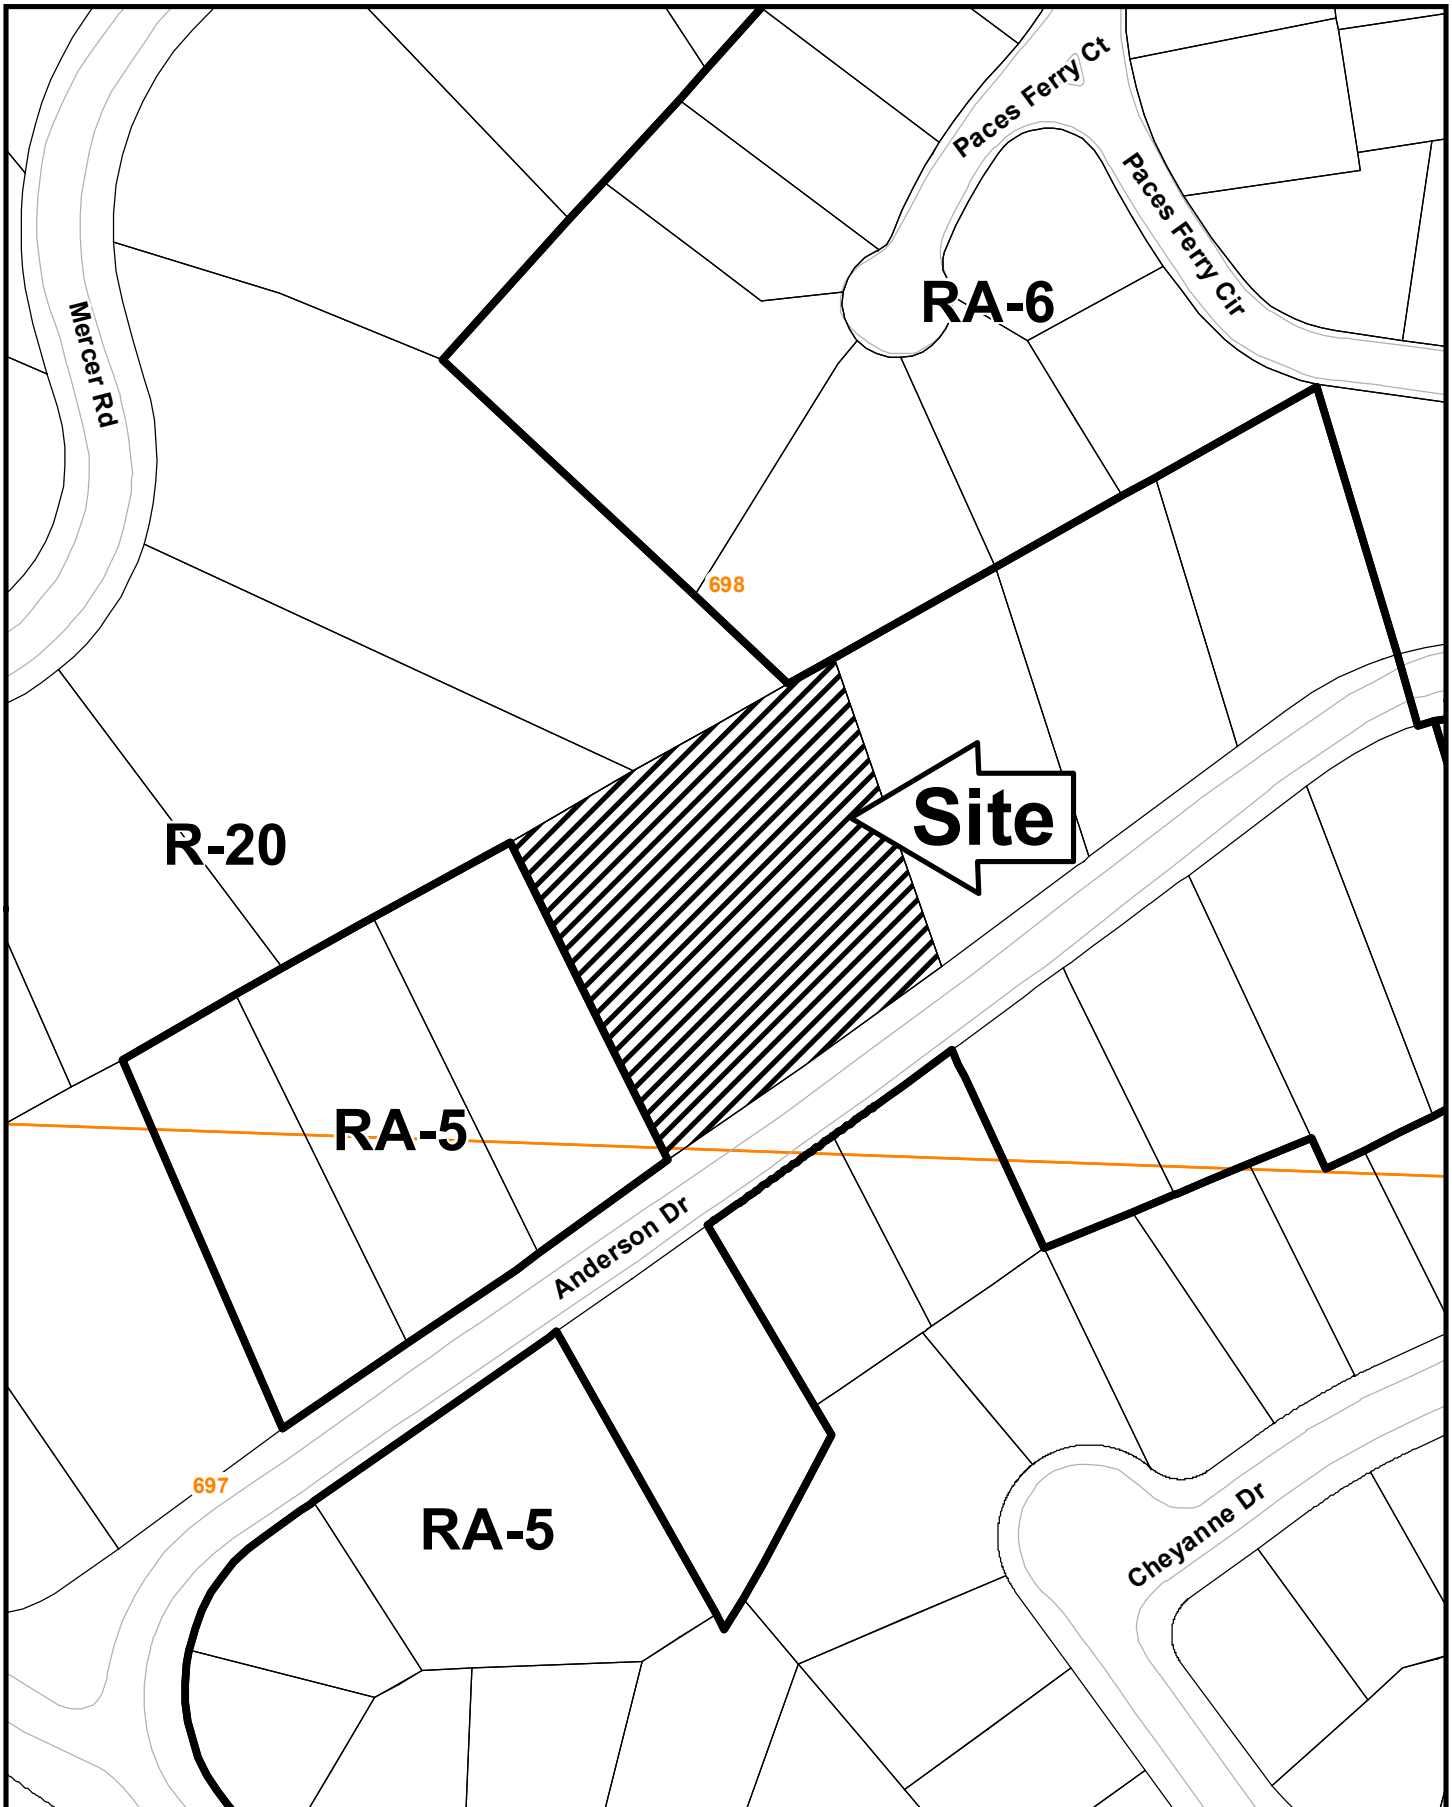 Paces Ferry Ct
Paces Ferry Cir
RA-6
Mercer Rd
698
Site
R-20
RA-5
Anderson Dr
697
RA-5
Cheyanne Dr